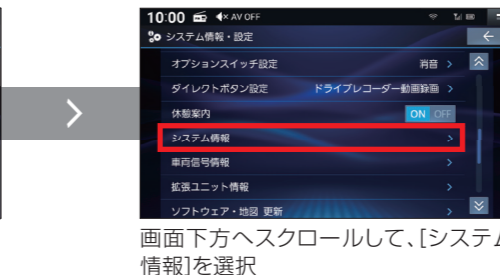 10:00 AV OFF
システム情報・設定
オプションスイッチ設定 消音
ダイレクトボタン設定 ドライブレコーダー動画録画
休憩案内 ON OFF
システム情報
車両信号情報
拡張ユニット情報
ソフトウェア・地図 更新
画面下方へスクロールして、[システム
情報]を選択